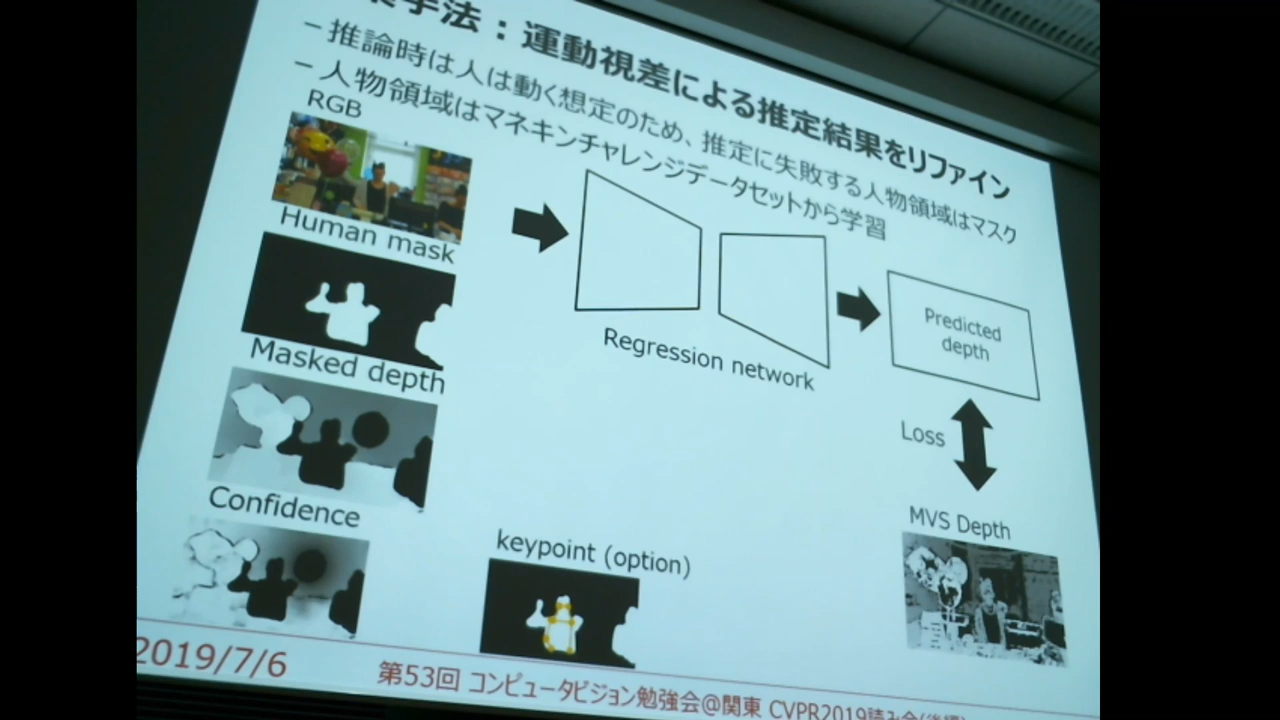 手法：運動視差による推定結果をリファイン
– 推論時は人は動く想定のため、推定に失敗する人物領域はマスク
– 人物領域はマネキンチャレンジデータセットから学習
RGB
Human mask
Masked depth
Confidence
keypoint (option)
Regression network
Predicted
depth
Loss
MVS Depth
2019/7/6
第53回 コンピュータビジョン勉強会@関東 CVPR2019読み会(後編)